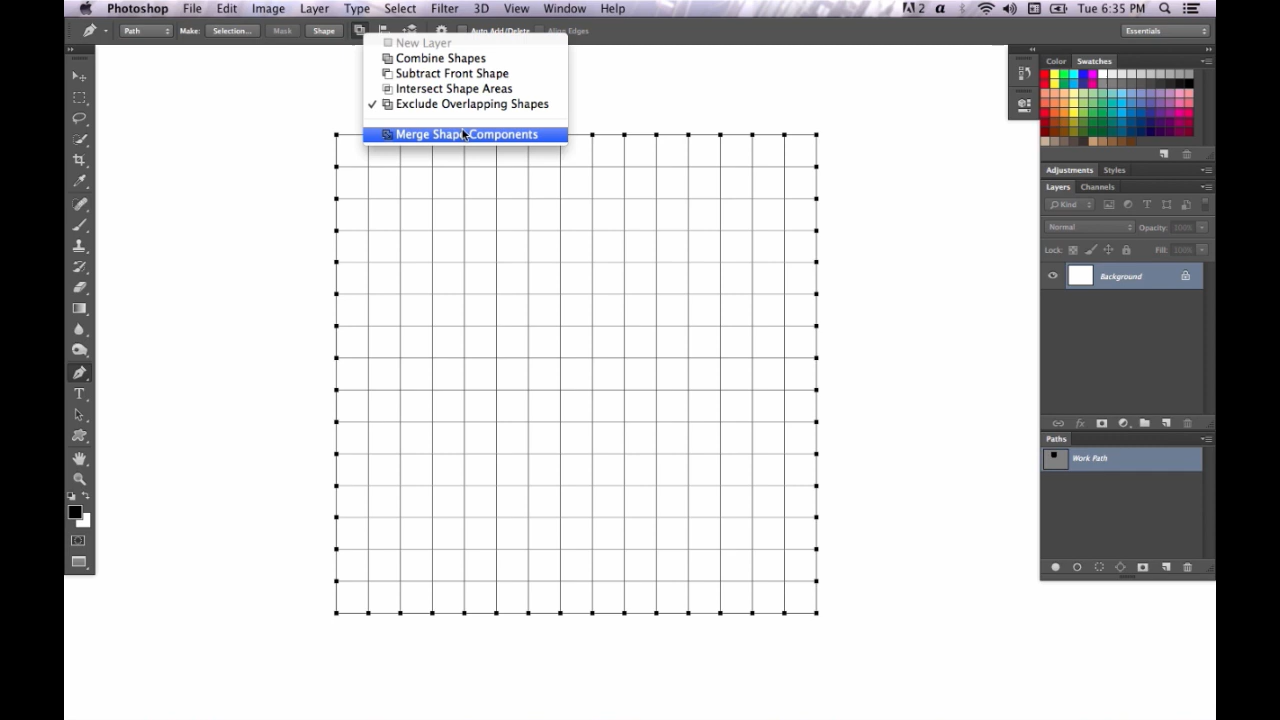 Photoshop File Edit Image Layer Type Select Filter 3D View Window Help
2 Tue 6:35 PM
Path Make: Selection... Mask Shape Auto Add/Delete Align Edges Essentials
New Layer
Combine Shapes
Subtract Front Shape
Intersect Shape Areas
Exclude Overlapping Shapes
Merge Shape Components
Color Swatches
Adjustments Styles
Layers Channels
Kind
Normal Opacity: 100%
Lock: Fill: 100%
Background
Paths
Work Path